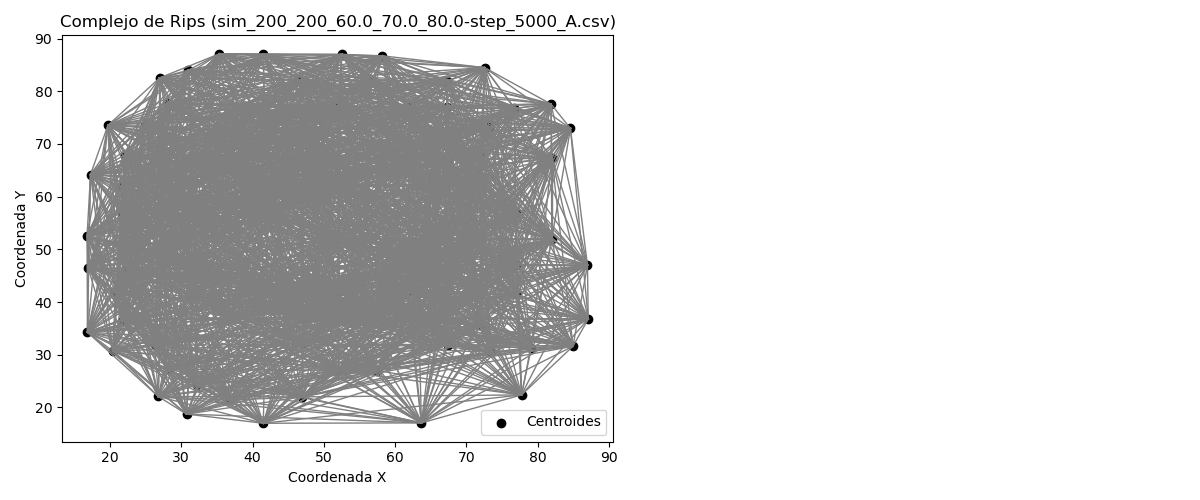 Complejo de Rips (sim_200_200_60.0_70.0_80.0-step_5000_A.csv)
90
80
70
60
50
40
30
20
Coordenada Y
Centroides
20 30 40 50 60 70 80 90
Coordenada X